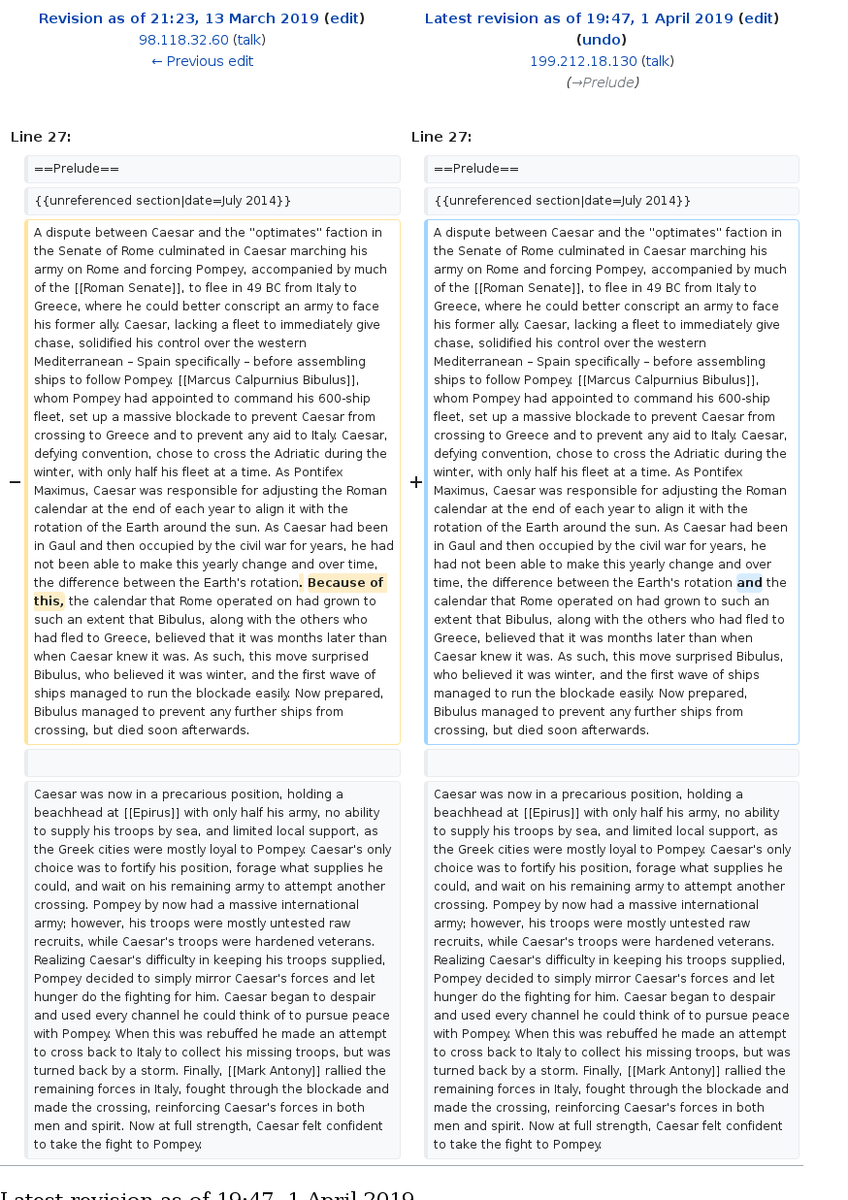 Revision as of 21:23, 13 March 2019 (edit)
98.118.32.60 (talk)
← Previous edit
Latest revision as of 19:47, 1 April 2019 (edit)
(undo)
199.212.18.130 (talk)
(→Prelude)
Line 27:
==Prelude==
{{unreferenced section|date=July 2014}}
− A dispute between Caesar and the "optimates" faction in
the Senate of Rome culminated in Caesar marching his
army on Rome and forcing Pompey, accompanied by much
of the [[Roman Senate]], to flee in 49 BC from Italy to
Greece, where he could better conscript an army to face
his former ally. Caesar, lacking a fleet to immediately give
chase, solidified his control over the western
Mediterranean – Spain specifically – before assembling
ships to follow Pompey. [[Marcus Calpurnius Bibulus]],
whom Pompey had appointed to command his 600-ship
fleet, set up a massive blockade to prevent Caesar from
crossing to Greece and to prevent any aid to Italy. Caesar,
defying convention, chose to cross the Adriatic during the
winter, with only half his fleet at a time. As Pontifex
Maximus, Caesar was responsible for adjusting the Roman
calendar at the end of each year to align it with the
rotation of the Earth around the sun. As Caesar had been
in Gaul and then occupied by the civil war for years, he had
not been able to make this yearly change and over time,
the difference between the Earth's rotation. Because of
this, the calendar that Rome operated on had grown to
such an extent that Bibulus, along with the others who
had fled to Greece, believed that it was months later than
when Caesar knew it was. As such, this move surprised
Bibulus, who believed it was winter, and the first wave of
ships managed to run the blockade easily. Now prepared,
Bibulus managed to prevent any further ships from
crossing, but died soon afterwards.
Caesar was now in a precarious position, holding a
beachhead at [[Epirus]] with only half his army, no ability
to supply his troops by sea, and limited local support, as
the Greek cities were mostly loyal to Pompey. Caesar's only
choice was to fortify his position, forage what supplies he
could, and wait on his remaining army to attempt another
crossing. Pompey by now had a massive international
army; however, his troops were mostly untested raw
recruits, while Caesar's troops were hardened veterans.
Realizing Caesar's difficulty in keeping his troops supplied,
Pompey decided to simply mirror Caesar's forces and let
hunger do the fighting for him. Caesar began to despair
and used every channel he could think of to pursue peace
with Pompey. When this was rebuffed he made an attempt
to cross back to Italy to collect his missing troops, but was
turned back by a storm. Finally, [[Mark Antony]] rallied the
remaining forces in Italy, fought through the blockade and
made the crossing, reinforcing Caesar's forces in both
men and spirit. Now at full strength, Caesar felt confident
to take the fight to Pompey.
Line 27:
==Prelude==
{{unreferenced section|date=July 2014}}
+ A dispute between Caesar and the "optimates" faction in
the Senate of Rome culminated in Caesar marching his
army on Rome and forcing Pompey, accompanied by much
of the [[Roman Senate]], to flee in 49 BC from Italy to
Greece, where he could better conscript an army to face
his former ally. Caesar, lacking a fleet to immediately give
chase, solidified his control over the western
Mediterranean – Spain specifically – before assembling
ships to follow Pompey. [[Marcus Calpurnius Bibulus]],
whom Pompey had appointed to command his 600-ship
fleet, set up a massive blockade to prevent Caesar from
crossing to Greece and to prevent any aid to Italy. Caesar,
defying convention, chose to cross the Adriatic during the
winter, with only half his fleet at a time. As Pontifex
Maximus, Caesar was responsible for adjusting the Roman
calendar at the end of each year to align it with the
rotation of the Earth around the sun. As Caesar had been
in Gaul and then occupied by the civil war for years, he
had not been able to make this yearly change and over
time, the difference between the Earth's rotation and the
calendar that Rome operated on had grown to such an
extent that Bibulus, along with the others who had fled to
Greece, believed that it was months later than when
Caesar knew it was. As such, this move surprised Bibulus,
who believed it was winter, and the first wave of ships
managed to run the blockade easily. Now prepared,
Bibulus managed to prevent any further ships from
crossing, but died soon afterwards.
Caesar was now in a precarious position, holding a
beachhead at [[Epirus]] with only half his army, no ability
to supply his troops by sea, and limited local support, as
the Greek cities were mostly loyal to Pompey. Caesar's only
choice was to fortify his position, forage what supplies he
could, and wait on his remaining army to attempt another
crossing. Pompey by now had a massive international
army; however, his troops were mostly untested raw
recruits, while Caesar's troops were hardened veterans.
Realizing Caesar's difficulty in keeping his troops supplied,
Pompey decided to simply mirror Caesar's forces and let
hunger do the fighting for him. Caesar began to despair
and used every channel he could think of to pursue peace
with Pompey. When this was rebuffed he made an attempt
to cross back to Italy to collect his missing troops, but was
turned back by a storm. Finally, [[Mark Antony]] rallied the
remaining forces in Italy, fought through the blockade and
made the crossing, reinforcing Caesar's forces in both
men and spirit. Now at full strength, Caesar felt confident
to take the fight to Pompey.
Latest revision as of 19:47, 1 April 2019